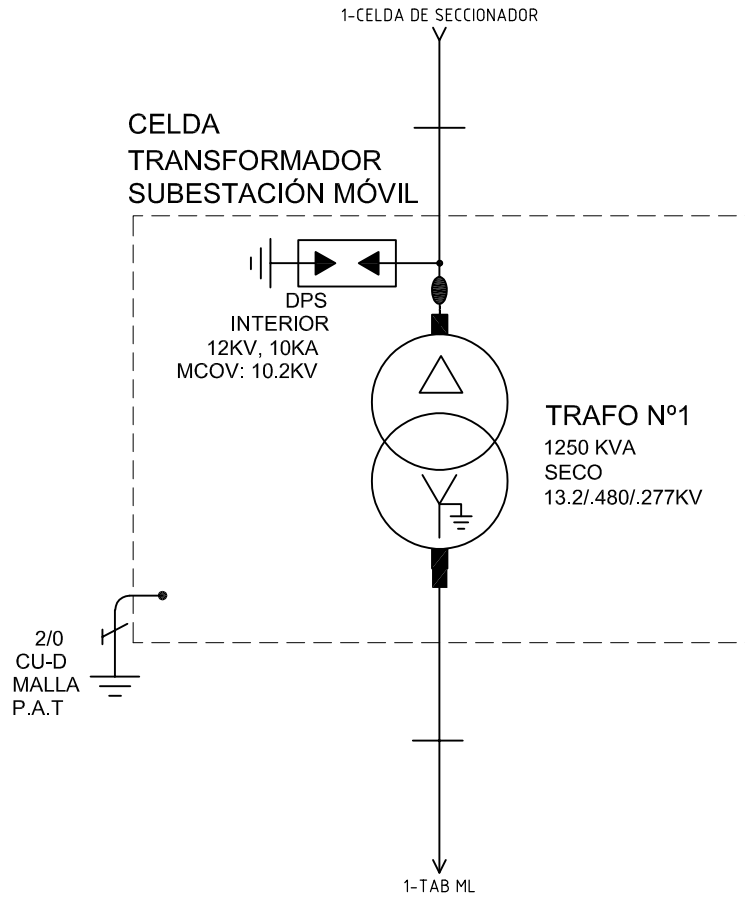 1-CELDA DE SECCIONADOR
CELDA
TRANSFORMADOR
SUBESTACIÓN MÓVIL
DPS
INTERIOR
12KV, 10KA
MCOV: 10.2KV
TRAFO Nº1
1250 KVA
SECO
13.2/.480/.277KV
2/0
CU-D
MALLA
P.A.T
1-TAB ML